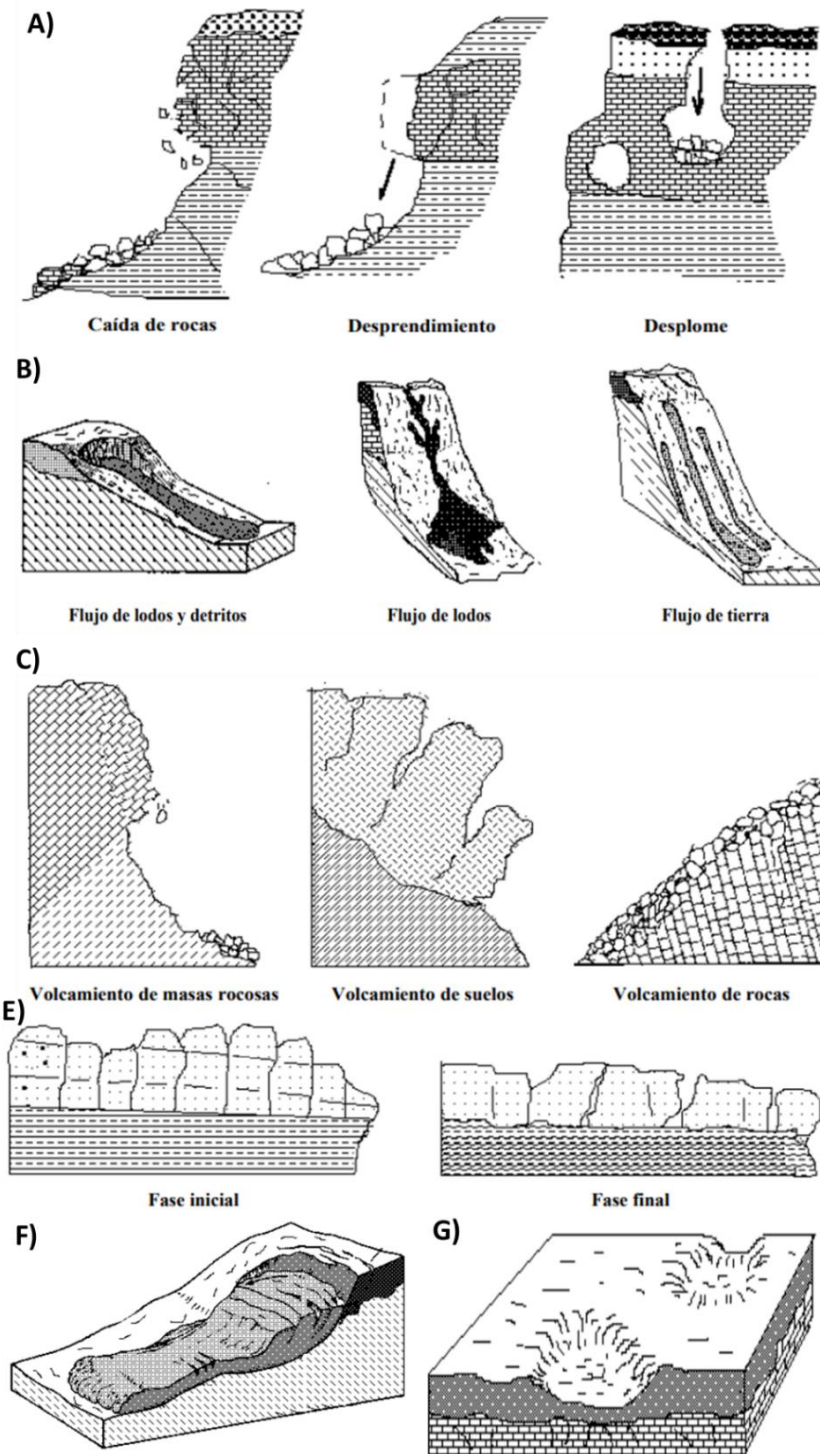 A)
Caída de rocas Desprendimiento Desplome
B)
Flujo de lodos y detritos Flujo de lodos Flujo de tierra
C)
Volcamiento de masas rocosas Volcamiento de suelos Volcamiento de rocas
E)
Fase inicial Fase final
F) G)